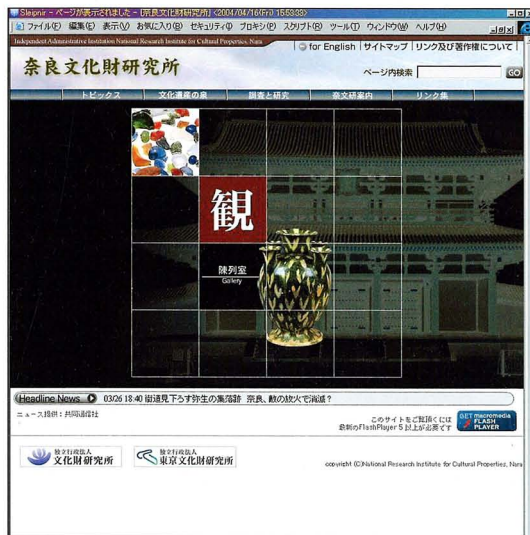 Sleipnir - ページが表示されました - [奈良文化財研究所] <2004/04/16(Fri) 15:53:33>
ファイル(F) 編集(E) 表示(V) お気に入り(B) セキュリティ(Q) プロキシ(P) スクリプト(R) ツール(T) ウィンドウ(W) ヘルプ(H)
Independent Administrative Institution National Research Institute for Cultural Properties, Nara
for English | サイトマップ | リンク及び著作権について |
奈良文化財研究所
ページ内検索 GO
トピックス 文化遺産の泉 調査と研究 奈文研案内 リンク集
観
陳列室
Gallery
Headline News 03/26 18:40 街道見下ろす弥生の集落跡 奈良、敵の放火で消滅?
ニュース提供:共同通信社
このサイトをご覧頂くには
最新のFlashPlayer 5 以上が必要です
GET macromedia
FLASH
PLAYER
独立行政法人
文化財研究所
独立行政法人
東京文化財研究所
copyright (C)National Research Institute for Cultural Properties, Nara